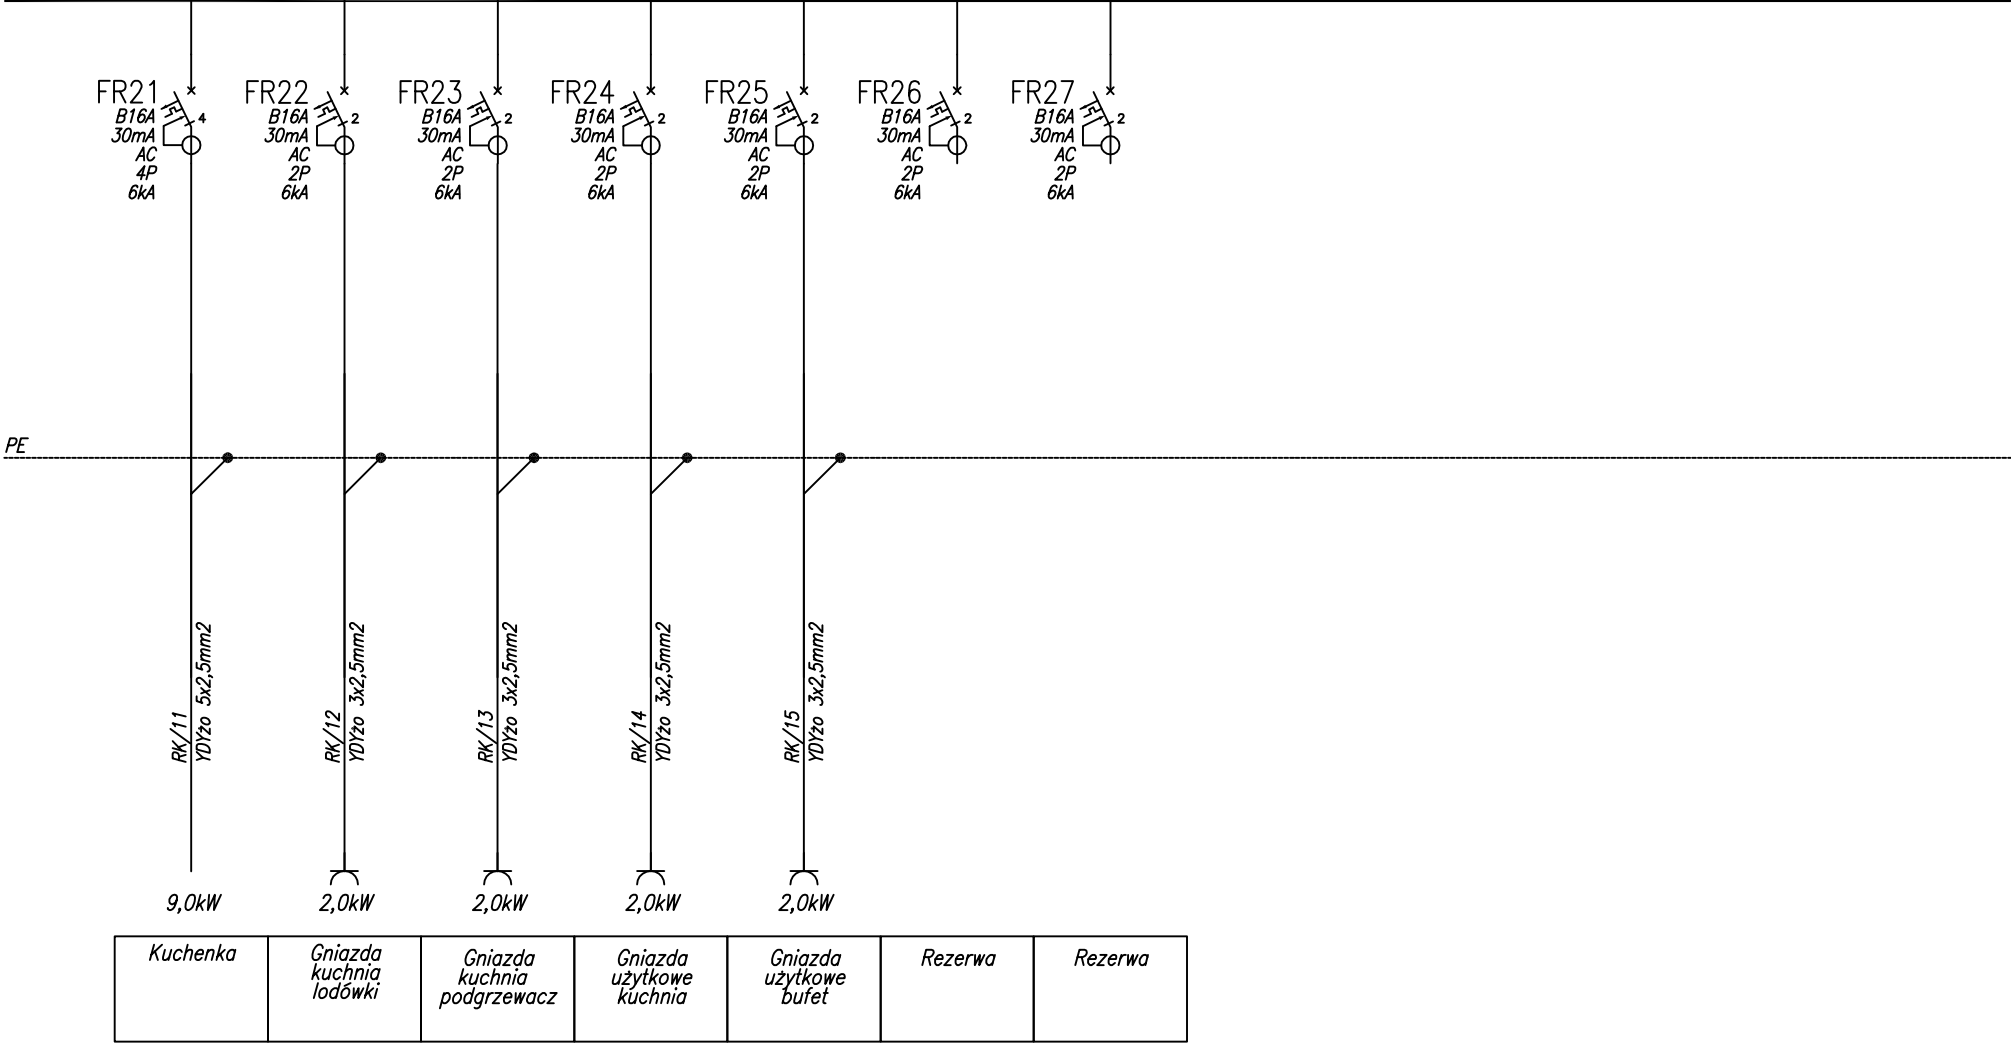 FR21
B16A
30mA
AC
4P
6kA
4
FR22
B16A
30mA
AC
2P
6kA
2
FR23
B16A
30mA
AC
2P
6kA
2
FR24
B16A
30mA
AC
2P
6kA
2
FR25
B16A
30mA
AC
2P
6kA
2
FR26
B16A
30mA
AC
2P
6kA
2
FR27
B16A
30mA
AC
2P
6kA
2
PE
RK/11
YDYżo 5x2,5mm2
RK/12
YDYżo 3x2,5mm2
RK/13
YDYżo 3x2,5mm2
RK/14
YDYżo 3x2,5mm2
RK/15
YDYżo 3x2,5mm2
9,0kW
2,0kW
2,0kW
2,0kW
2,0kW
Kuchenka
Gniazda
kuchnia
lodówki
Gniazda
kuchnia
podgrzewacz
Gniazda
użytkowe
kuchnia
Gniazda
użytkowe
bufet
Rezerwa
Rezerwa